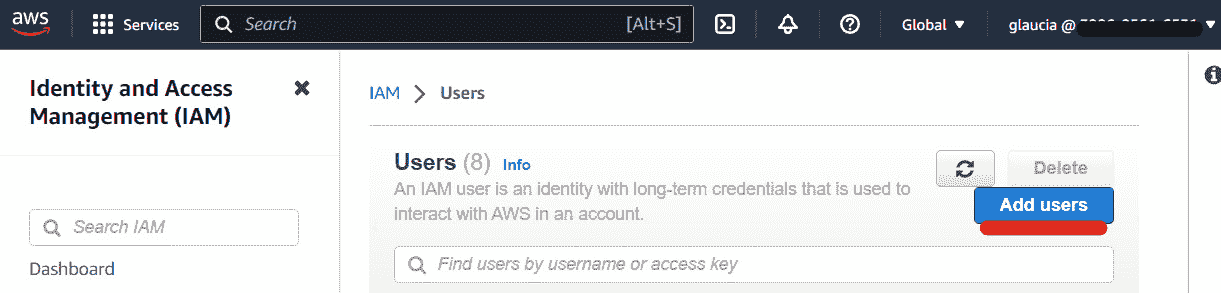 aws
Services
Search
[Alt+S]
Global
glaucia @
Identity and Access
Management (IAM)
Search IAM
Dashboard
IAM > Users
Users (8) Info
An IAM user is an identity with long-term credentials that is used to
interact with AWS in an account.
Delete
Add users
Find users by username or access key